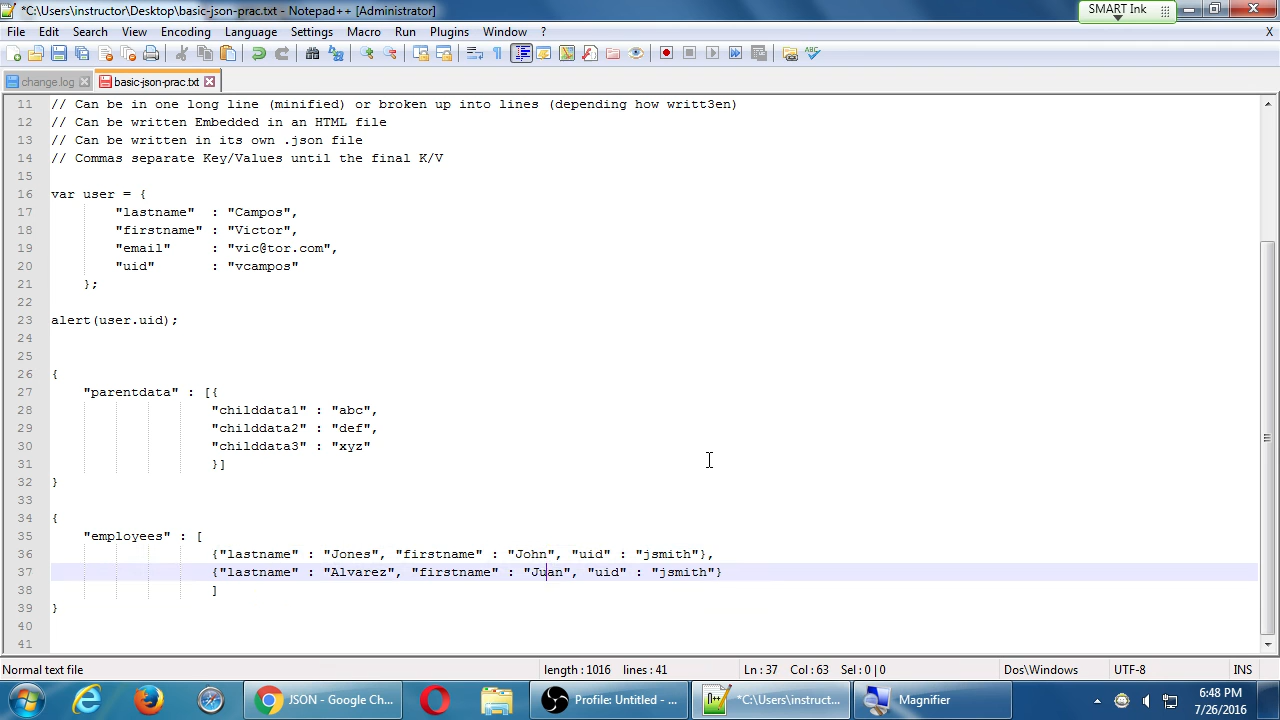 *C:\Users\instructor\Desktop\basic-json-prac.txt - Notepad++ [Administrator]
SMART Ink
File Edit Search View Encoding Language Settings Macro Run Plugins Window ? X
change.log basic-json-prac.txt
11 // Can be in one long line (minified) or broken up into lines (depending how writt3en)
12 // Can be written Embedded in an HTML file
13 // Can be written in its own .json file
14 // Commas separate Key/Values until the final K/V
15
16 var user = {
17 "lastname" : "Campos",
18 "firstname" : "Victor",
19 "email" : "vic@tor.com",
20 "uid" : "vcampos"
21 };
22
23 alert(user.uid);
24
25
26 {
27 "parentdata" : [{
28 "childdata1" : "abc",
29 "childdata2" : "def",
30 "childdata3" : "xyz"
31 }]
32 }
33
34 {
35 "employees" : [
36 {"lastname" : "Jones", "firstname" : "John", "uid" : "jsmith"},
37 {"lastname" : "Alvarez", "firstname" : "Juan", "uid" : "jsmith"}
38 ]
39 }
40
41
Normal text file length : 1016 lines : 41 Ln : 37 Col : 63 Sel : 0 | 0 Dos\Windows UTF-8 INS
JSON - Google Ch... Profile: Untitled - ... *C:\Users\instruct... Magnifier
6:48 PM
7/26/2016